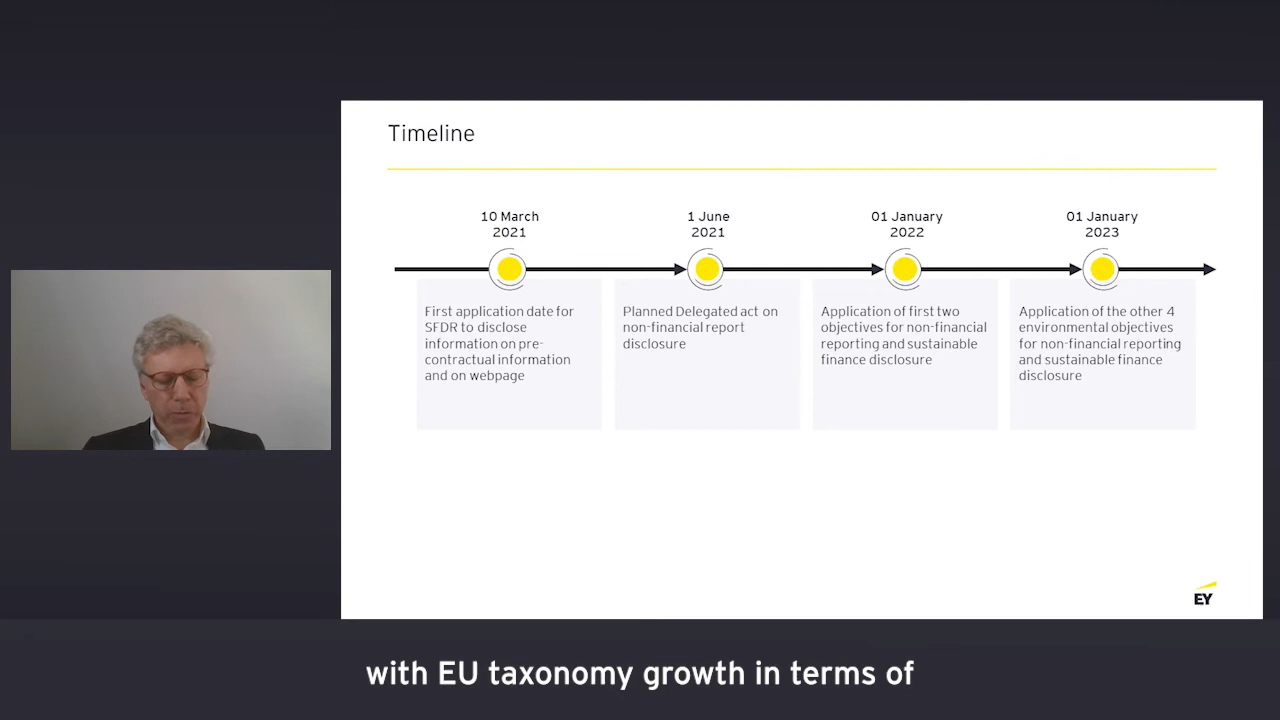 Timeline
10 March
2021
1 June
2021
01 January
2022
01 January
2023
First application date for
SFDR to disclose
information on pre-
contractual information
and on webpage
Planned Delegated act on
non-financial report
disclosure
Application of first two
objectives for non-financial
reporting and sustainable
finance disclosure
Application of the other 4
environmental objectives
for non-financial reporting
and sustainable finance
disclosure
EY
with EU taxonomy growth in terms of